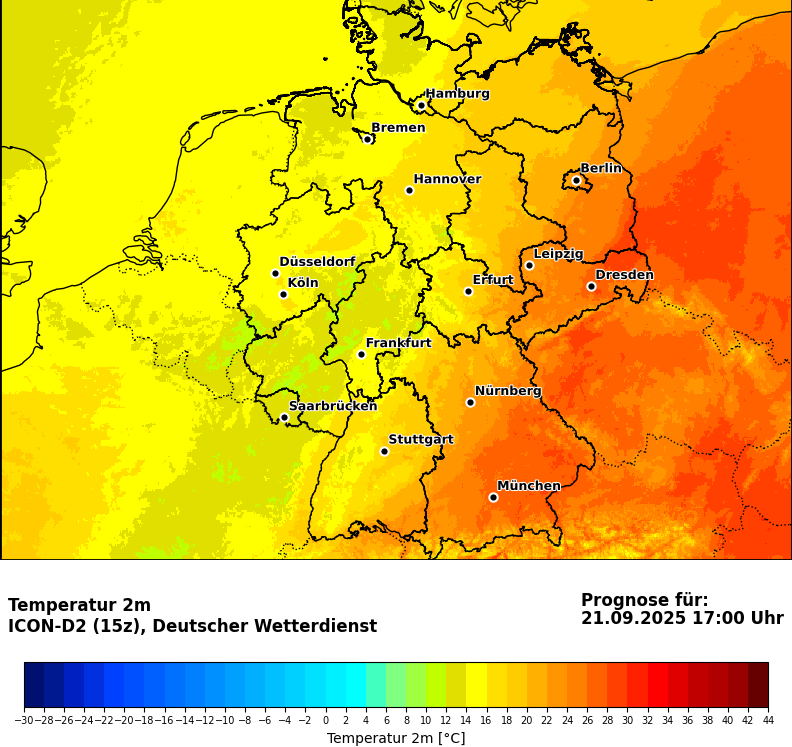 Hamburg
Bremen
Berlin
Hannover
Leipzig
Düsseldorf
Dresden
Köln
Erfurt
Frankfurt
Nürnberg
Saarbrücken
Stuttgart
München
Temperatur 2m
ICON-D2 (15z), Deutscher Wetterdienst
Prognose für:
21.09.2025 17:00 Uhr
−30 −28 −26 −24 −22 −20 −18 −16 −14 −12 −10 −8 −6 −4 −2 0 2 4 6 8 10 12 14 16 18 20 22 24 26 28 30 32 34 36 38 40 42 44
Temperatur 2m [°C]